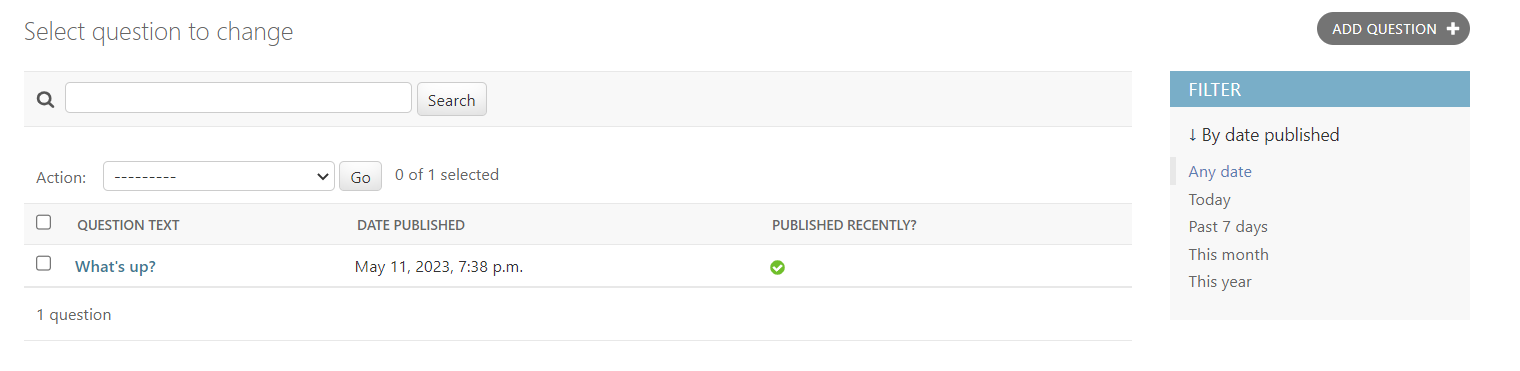 Select question to change
ADD QUESTION +
Search
Action: --------- Go 0 of 1 selected
QUESTION TEXT DATE PUBLISHED PUBLISHED RECENTLY?
What's up? May 11, 2023, 7:38 p.m.
1 question
FILTER
↓ By date published
Any date
Today
Past 7 days
This month
This year